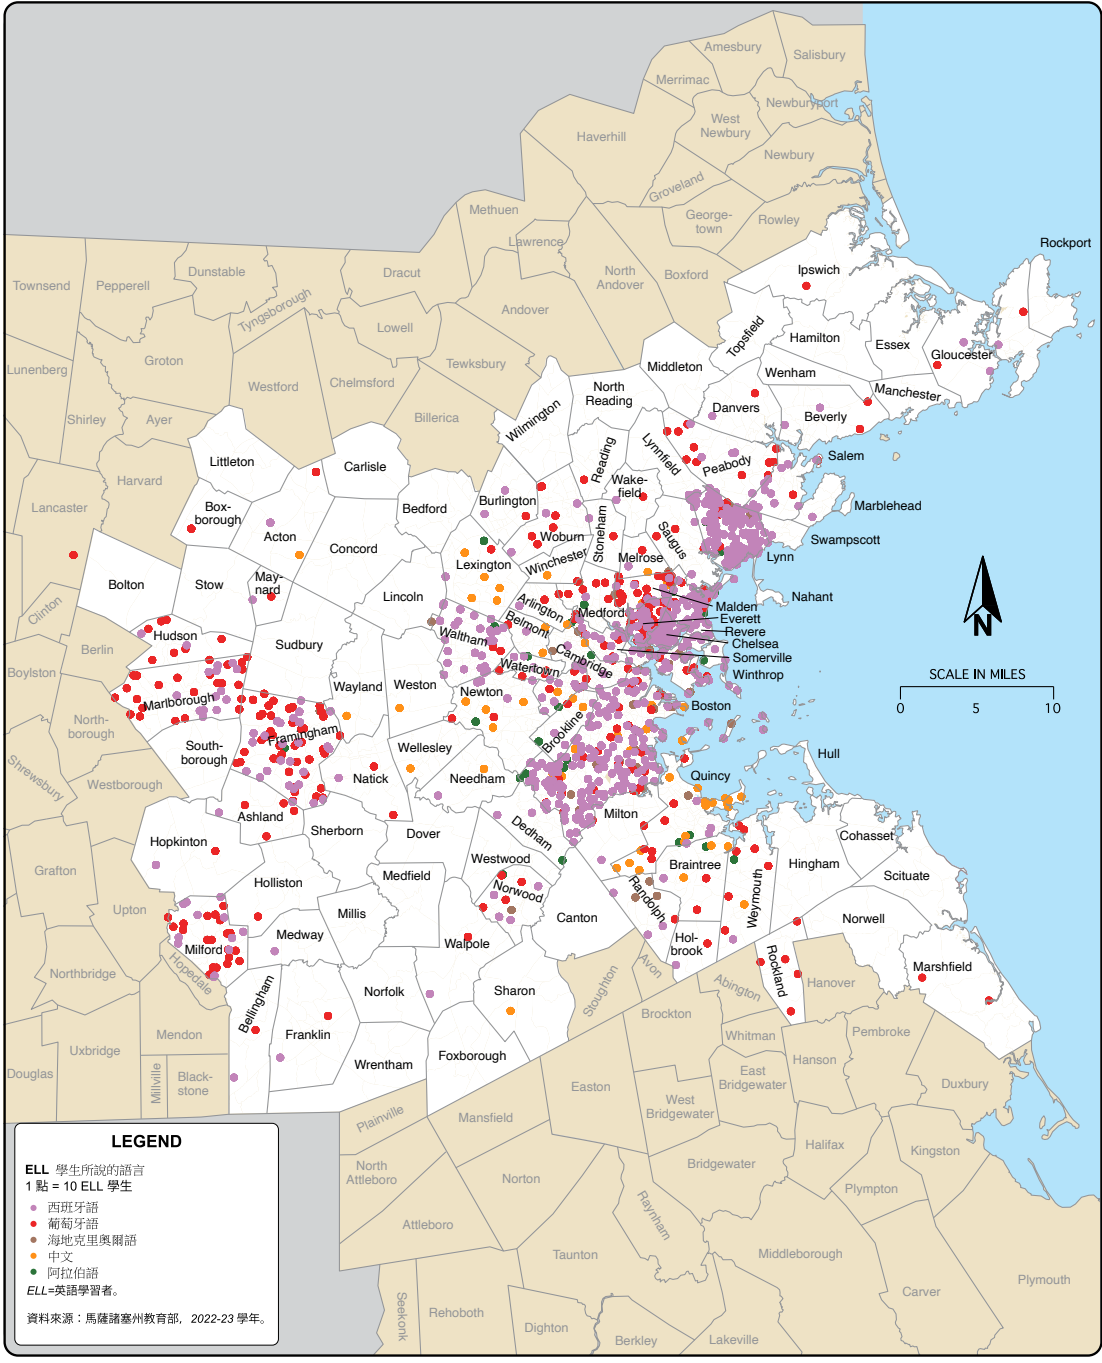 Amesbury
Salisbury
Merrimac
Newburyport
West
Newbury
Haverhill
Newbury
Groveland
Methuen
George-
town
Rowley
Lawrence
Rockport
Dunstable
Dracut
North
Andover
Boxford
Ipswich
Townsend
Pepperell
Tyngsborough
Andover
Lowell
Topsfield
Hamilton
Essex
Gloucester
Groton
Tewksbury
Middleton
Wenham
Lunenberg
Westford
Chelmsford
North
Reading
Manchester
Shirley
Ayer
Billerica
Wilmington
Danvers
Beverly
Littleton
Carlisle
Reading
Lynnfield
Peabody
Salem
Harvard
Wake-
field
Lancaster
Box-
borough
Bedford
Burlington
Marblehead
Acton
Concord
Woburn
Stoneham
Saugus
Swampscott
Lexington
Winchester
Melrose
Lynn
Bolton
Stow
May-
nard
Lincoln
Nahant
Clinton
Arlington
Medford
Malden
Everett
Hudson
Belmont
Revere
Berlin
Sudbury
Waltham
Chelsea
Cambridge
Somerville
Boylston
Watertown
Winthrop
Wayland
Weston
Newton
SCALE IN MILES
0
5
10
N
Marlborough
Boston
North-
borough
Framingham
Brookline
South-
borough
Wellesley
Hull
Shrewsbury
Westborough
Natick
Needham
Quincy
Ashland
Milton
Hopkinton
Sherborn
Dover
Dedham
Cohasset
Grafton
Westwood
Braintree
Hingham
Holliston
Medfield
Scituate
Norwood
Randolph
Weymouth
Upton
Millis
Canton
Norwell
Medway
Walpole
Hol-
brook
Milford
Hopedale
Northbridge
Avon
Rockland
Marshfield
Bellingham
Norfolk
Sharon
Stoughton
Abington
Hanover
Brockton
Mendon
Franklin
Whitman
Pembroke
Uxbridge
Foxborough
Hanson
Wrentham
Douglas
Millville
Black-
stone
East
Bridgewater
Easton
Duxbury
West
Bridgewater
Plainville
Mansfield
Halifax
Kingston
North
Attleboro
Bridgewater
Norton
Plympton
Raynham
Attleboro
Taunton
Middleborough
Plymouth
Carver
Seekonk
Rehoboth
Dighton
Berkley
Lakeville
LEGEND
ELL 學生所說的語言
1 點 = 10 ELL 學生
西班牙語
葡萄牙語
海地克里奧爾語
中文
阿拉伯語
ELL=英語學習者。
資料來源：馬薩諸塞州教育部，2022-23 學年。